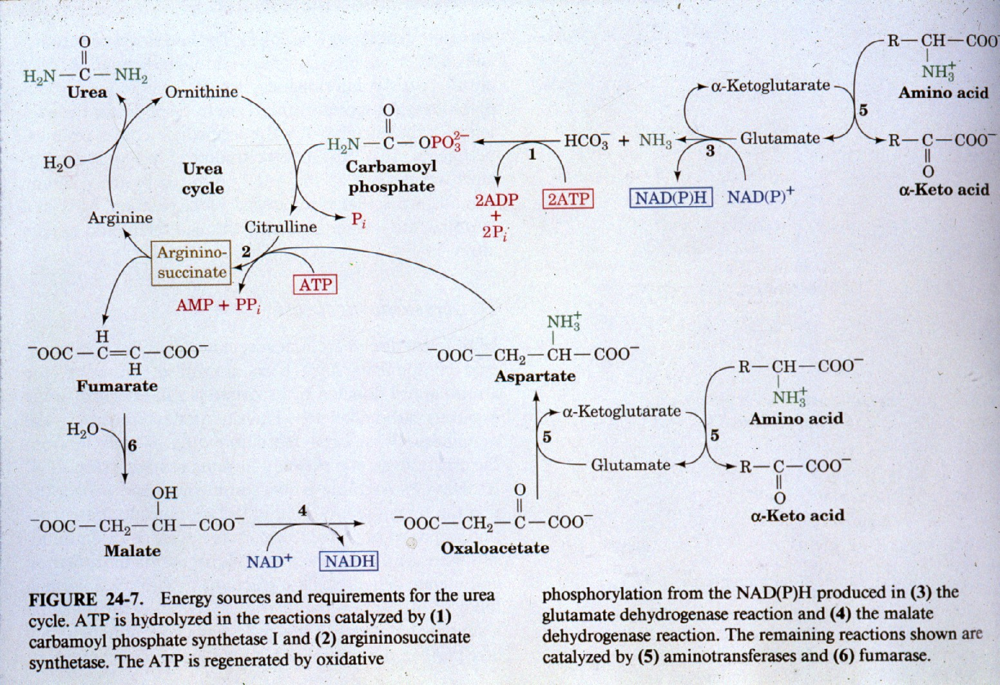 O
||
H₂N — C — NH₂
Urea
Ornithine
H₂O
Urea
cycle
Arginine
Citrulline
Arginino-
succinate
2
ATP
AMP + PPᵢ
O
||
H₂N — C — OPO₃²⁻
Carbamoyl
phosphate
Pᵢ
1
2ADP
+
2Pᵢ
2ATP
HCO₃⁻ + NH₃
3
NAD(P)H
NAD(P)⁺
α-Ketoglutarate
Glutamate
5
R — CH — COO⁻
NH₃⁺
Amino acid
R — C — COO⁻
||
O
α-Keto acid
H
⁻OOC — C = C — COO⁻
H
Fumarate
H₂O
6
OH
⁻OOC — CH₂ — CH — COO⁻
Malate
4
NAD⁺
NADH
O
||
⁻OOC — CH₂ — C — COO⁻
Oxaloacetate
NH₃⁺
⁻OOC — CH₂ — CH — COO⁻
Aspartate
5
α-Ketoglutarate
Glutamate
5
R — CH — COO⁻
NH₃⁺
Amino acid
R — C — COO⁻
||
O
α-Keto acid
FIGURE 24-7. Energy sources and requirements for the urea
cycle. ATP is hydrolyzed in the reactions catalyzed by (1)
carbamoyl phosphate synthetase I and (2) argininosuccinate
synthetase. The ATP is regenerated by oxidative
phosphorylation from the NAD(P)H produced in (3) the
glutamate dehydrogenase reaction and (4) the malate
dehydrogenase reaction. The remaining reactions shown are
catalyzed by (5) aminotransferases and (6) fumarase.